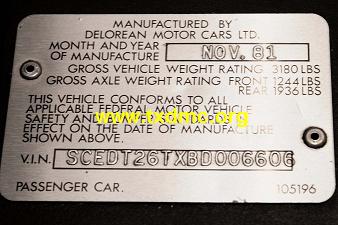 MANUFACTURED BY
DELOREAN MOTOR CARS LTD.
MONTH AND YEAR
OF MANUFACTURE NOV. 81
GROSS VEHICLE WEIGHT RATING 3180 LBS
GROSS AXLE WEIGHT RATING FRONT 1244 LBS
REAR 1936 LBS
THIS VEHICLE CONFORMS TO ALL
APPLICABLE FEDERAL MOTOR VEHICLE
www.txdmc.org
SAFETY AND
EFFECT ON THE DATE OF MANUFACTURE
SHOWN ABOVE.
V.I.N. SCEDT26TXBD006606
PASSENGER CAR. 105196